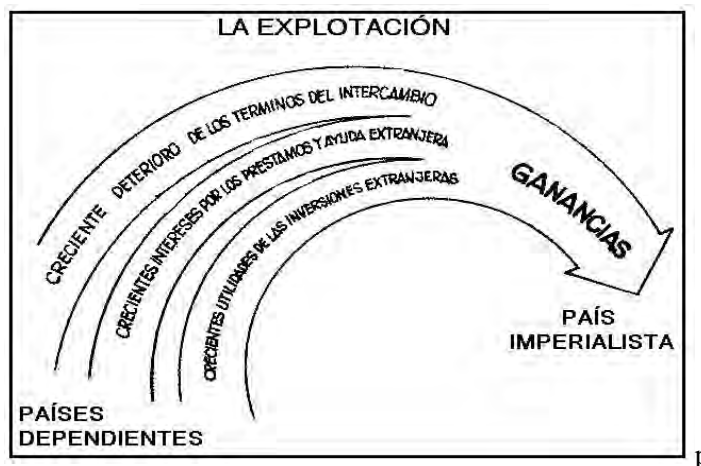 LA EXPLOTACIÓN
CRECIENTE DETERIORO DE LOS TERMINOS DEL INTERCAMBIO
CRECIENTES INTERESES POR LOS PRESTAMOS Y AYUDA EXTRANJERA
CRECIENTES UTILIDADES DE LAS INVERSIONES EXTRANJERAS
GANANCIAS
PAÍS
IMPERIALISTA
PAÍSES
DEPENDIENTES